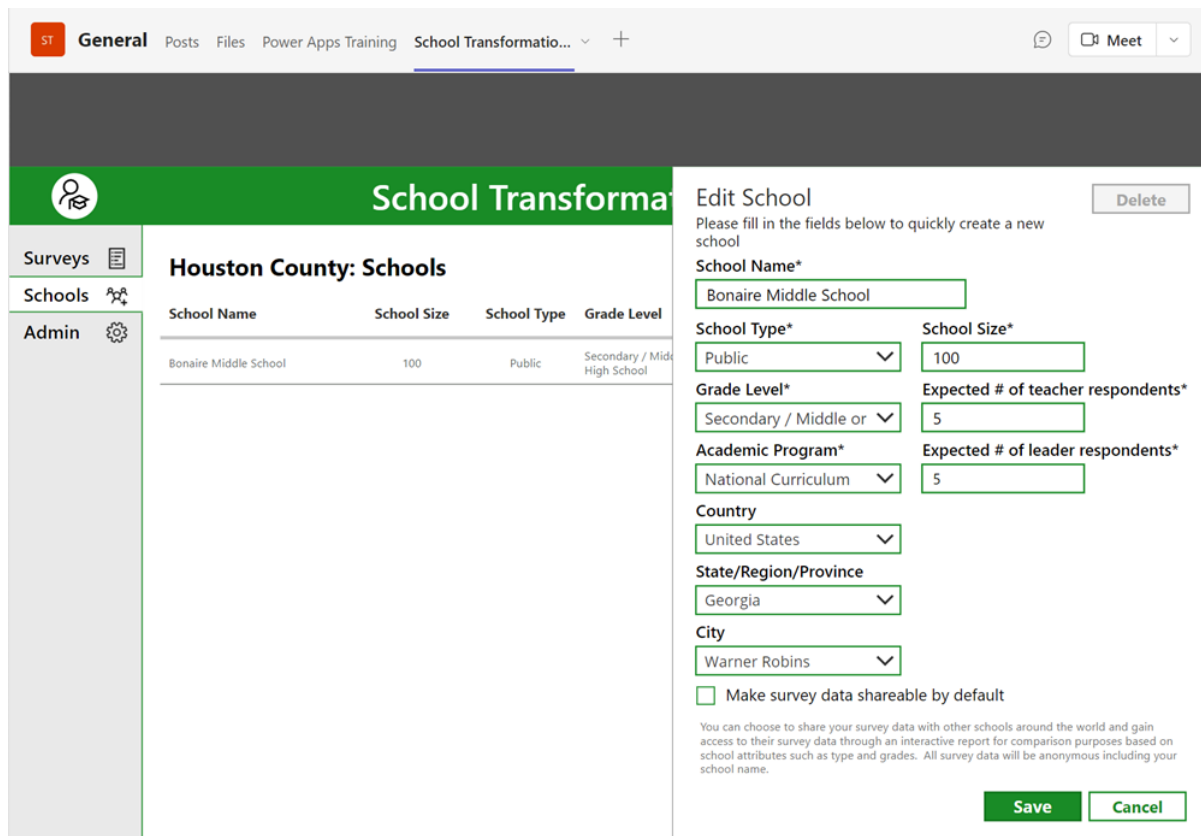 ST General Posts Files Power Apps Training School Transformatio... Meet
School Transforma
Surveys
Schools
Admin
Houston County: Schools
School Name School Size School Type Grade Level
Bonaire Middle School 100 Public Secondary / Midd
High School
Edit School
Delete
Please fill in the fields below to quickly create a new
school
School Name*
Bonaire Middle School
School Type* School Size*
Public 100
Grade Level* Expected # of teacher respondents*
Secondary / Middle or 5
Academic Program* Expected # of leader respondents*
National Curriculum 5
Country
United States
State/Region/Province
Georgia
City
Warner Robins
Make survey data shareable by default
You can choose to share your survey data with other schools around the world and gain
access to their survey data through an interactive report for comparison purposes based on
school attributes such as type and grades. All survey data will be anonymous including your
school name.
Save Cancel